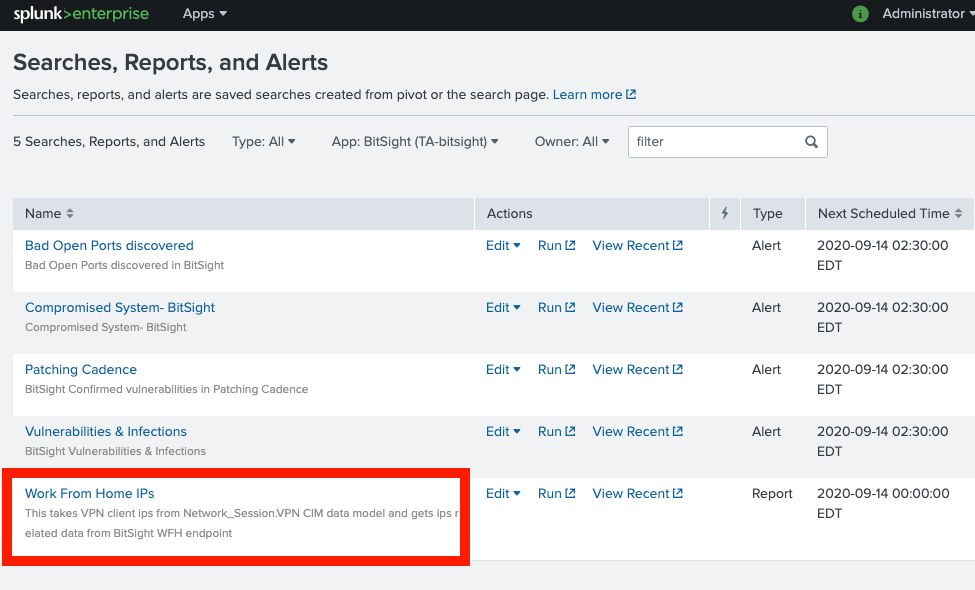 splunk>enterprise Apps i Administrator
Searches, Reports, and Alerts
Searches, reports, and alerts are saved searches created from pivot or the search page. Learn more
5 Searches, Reports, and Alerts Type: All App: BitSight (TA-bitsight) Owner: All filter
Name Actions Type Next Scheduled Time
Bad Open Ports discovered Edit Run View Recent Alert 2020-09-14 02:30:00
Bad Open Ports discovered in BitSight EDT
Compromised System- BitSight Edit Run View Recent Alert 2020-09-14 02:30:00
Compromised System- BitSight EDT
Patching Cadence Edit Run View Recent Alert 2020-09-14 02:30:00
BitSight Confirmed vulnerabilities in Patching Cadence EDT
Vulnerabilities & Infections Edit Run View Recent Alert 2020-09-14 02:30:00
BitSight Vulnerabilities & Infections EDT
Work From Home IPs Edit Run View Recent Report 2020-09-14 00:00:00
This takes VPN client ips from Network_Session.VPN CIM data model and gets ips r EDT
elated data from BitSight WFH endpoint